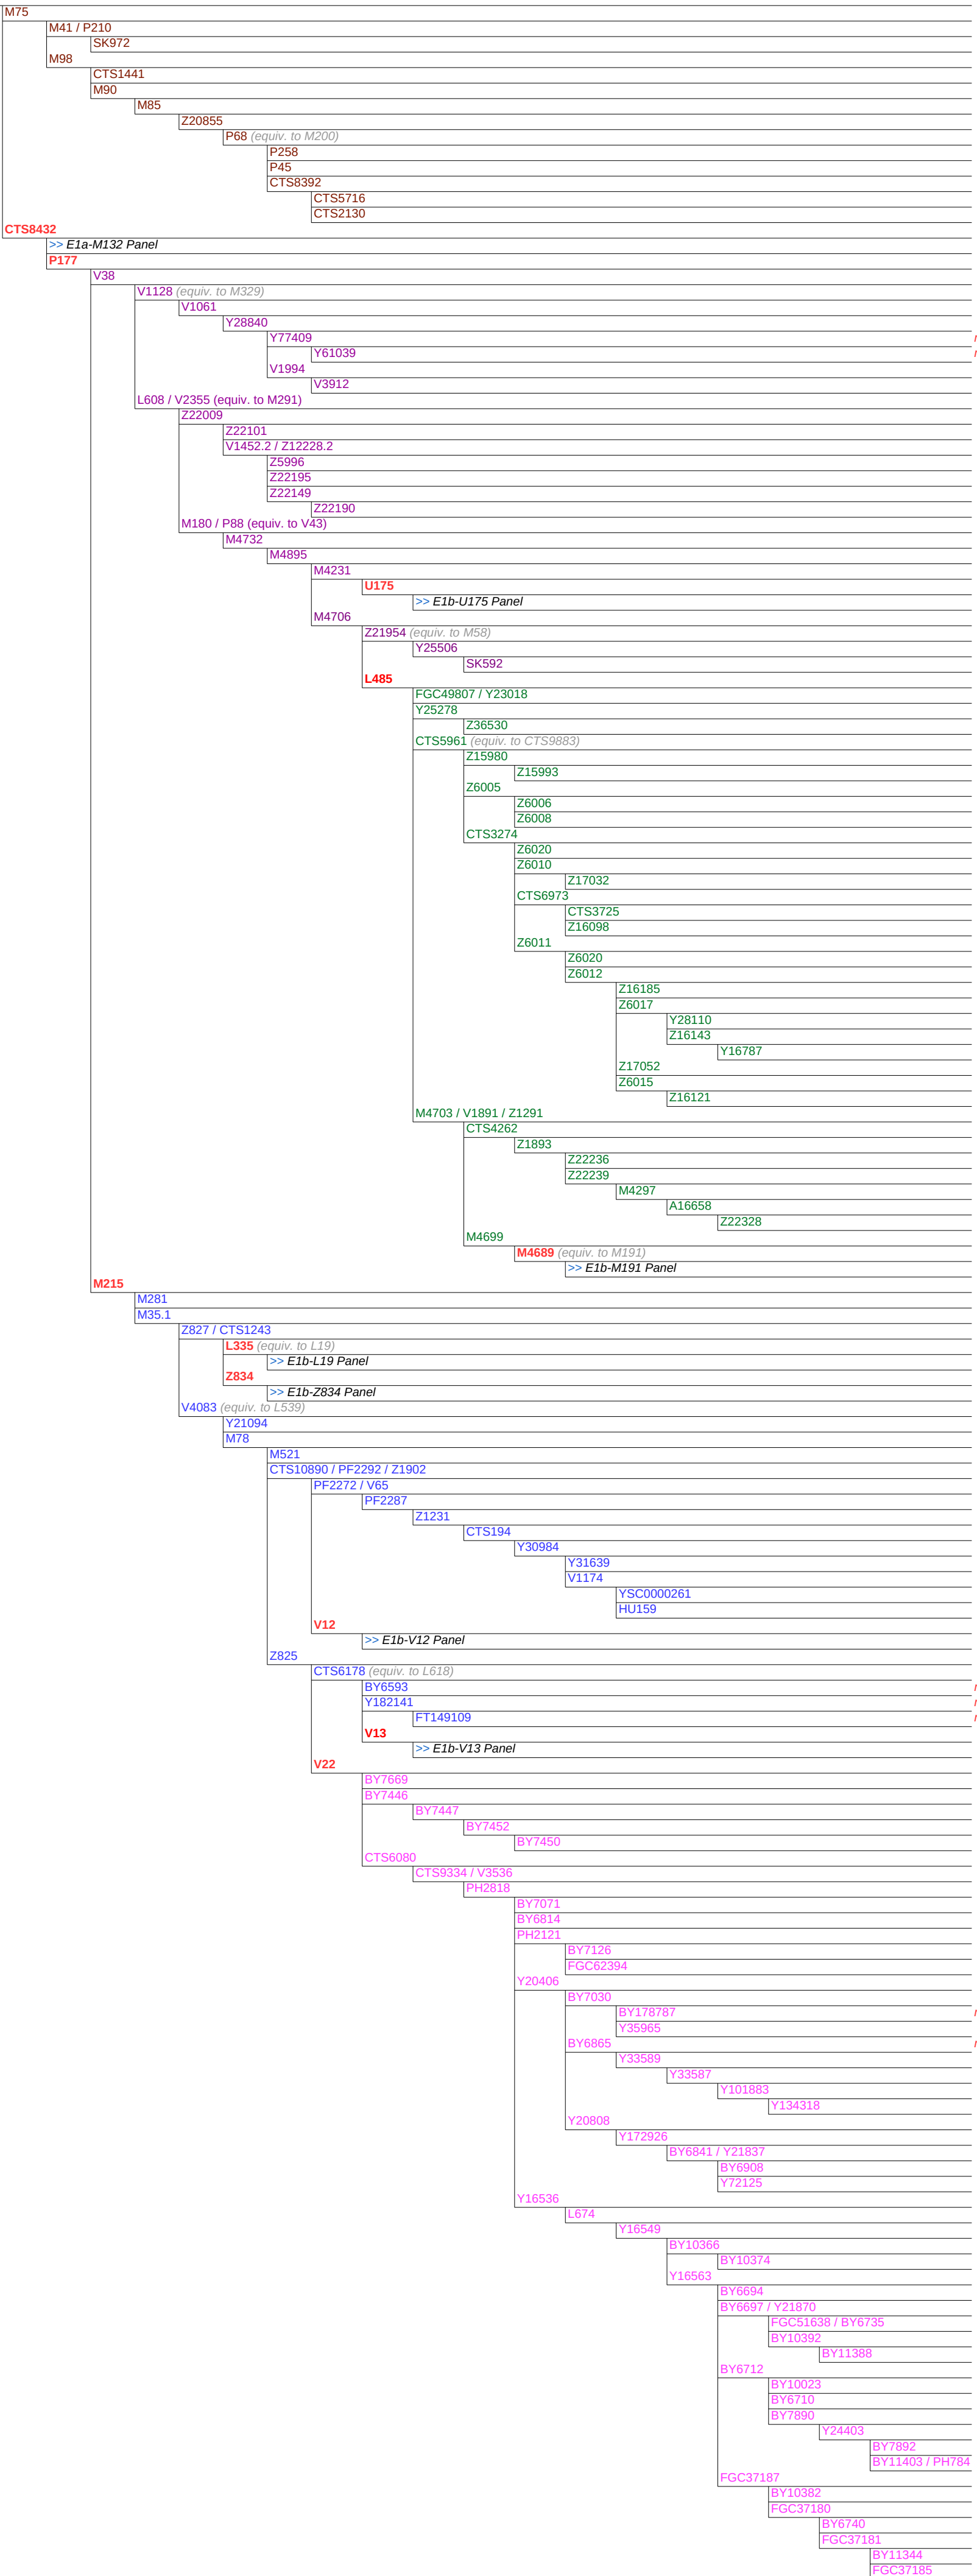 M75
M41 / P210
SK972
M98
CTS1441
M90
M85
Z20855
P68 (equiv. to M200)
P258
P45
CTS8392
CTS5716
CTS2130
CTS8432
>> E1a-M132 Panel
P177
V38
V1128 (equiv. to M329)
V1061
Y28840
Y77409
Y61039
V1994
V3912
L608 / V2355 (equiv. to M291)
Z22009
Z22101
V1452.2 / Z12228.2
Z5996
Z22195
Z22149
Z22190
M180 / P88 (equiv. to V43)
M4732
M4895
M4231
U175
>> E1b-U175 Panel
M4706
Z21954 (equiv. to M58)
Y25506
SK592
L485
FGC49807 / Y23018
Y25278
Z36530
CTS5961 (equiv. to CTS9883)
Z15980
Z15993
Z6005
Z6006
Z6008
CTS3274
Z6020
Z6010
Z17032
CTS6973
CTS3725
Z16098
Z6011
Z6020
Z6012
Z16185
Z6017
Y28110
Z16143
Y16787
Z17052
Z6015
Z16121
M4703 / V1891 / Z1291
CTS4262
Z1893
Z22236
Z22239
M4297
A16658
Z22328
M4699
M4689 (equiv. to M191)
>> E1b-M191 Panel
M215
M281
M35.1
Z827 / CTS1243
L335 (equiv. to L19)
>> E1b-L19 Panel
Z834
>> E1b-Z834 Panel
V4083 (equiv. to L539)
Y21094
M78
M521
CTS10890 / PF2292 / Z1902
PF2272 / V65
PF2287
Z1231
CTS194
Y30984
Y31639
V1174
YSC0000261
HU159
V12
>> E1b-V12 Panel
Z825
CTS6178 (equiv. to L618)
BY6593
Y182141
FT149109
V13
>> E1b-V13 Panel
V22
BY7669
BY7446
BY7447
BY7452
BY7450
CTS6080
CTS9334 / V3536
PH2818
BY7071
BY6814
PH2121
BY7126
FGC62394
Y20406
BY7030
BY178787
Y35965
BY6865
Y33589
Y33587
Y101883
Y134318
Y20808
Y172926
BY6841 / Y21837
BY6908
Y72125
Y16536
L674
Y16549
BY10366
BY10374
Y16563
BY6694
BY6697 / Y21870
FGC51638 / BY6735
BY10392
BY11388
BY6712
BY10023
BY6710
BY7890
Y24403
BY7892
BY11403 / PH784
FGC37187
BY10382
FGC37180
BY6740
FGC37181
BY11344
FGC37185